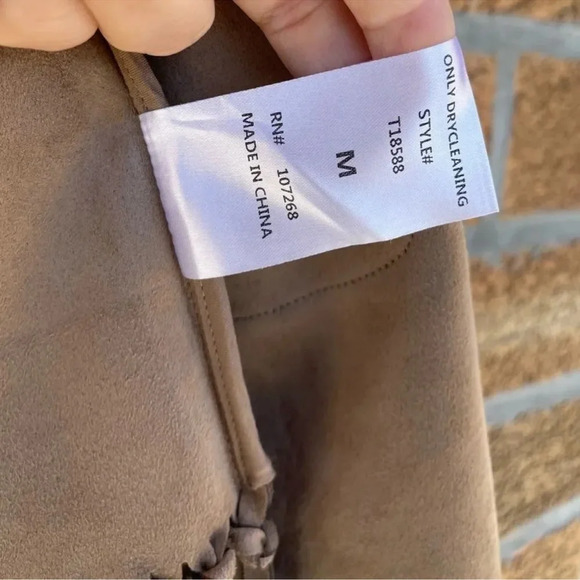 ONLY DRYCLEANING
STYLE#
T18588
M
RN# 107268
MADE IN CHINA